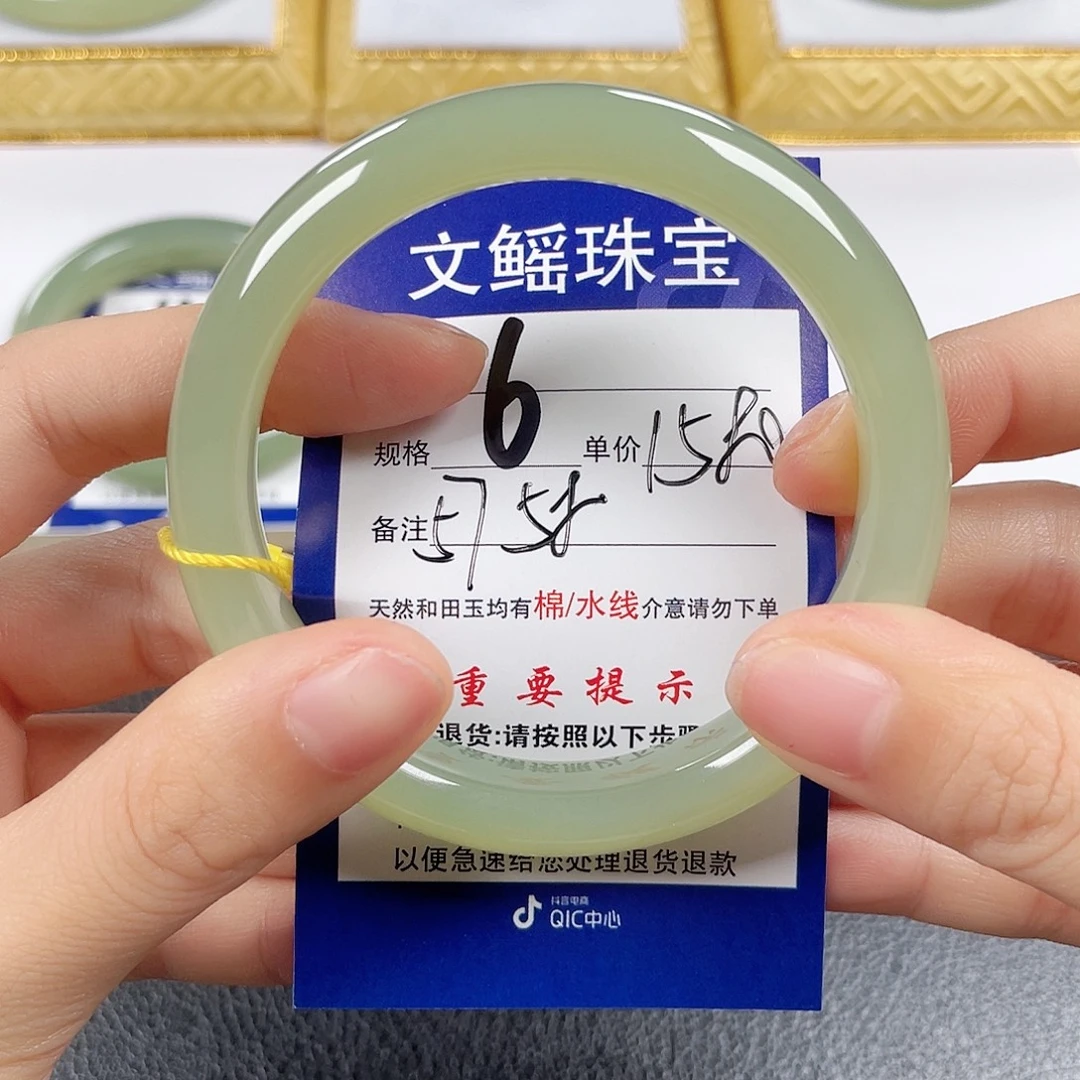 文鳐珠宝
6
规格 单价 1580
备注 57 58
天然和田玉均有棉/水线介意请勿下单
重要提示
退货:请按照以下步骤
以便急速给您处理退货退款
抖音电商
QIC中心